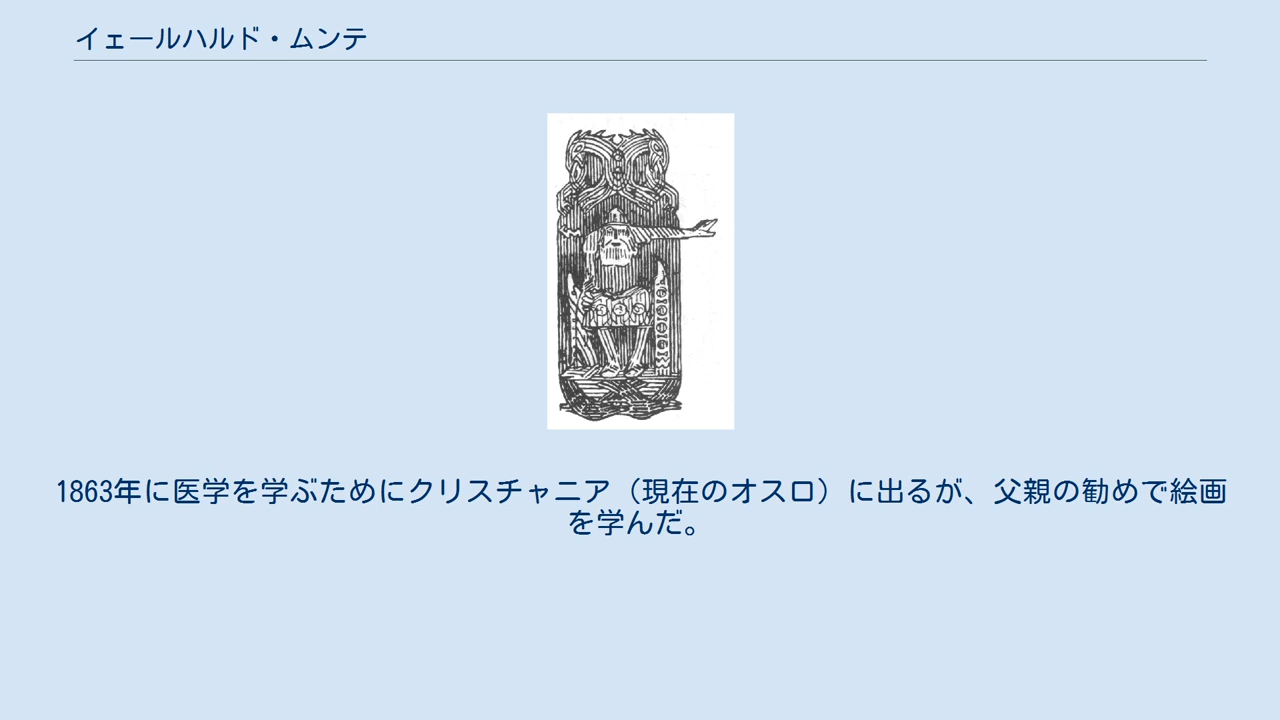 イェールハルド・ムンテ
1863年に医学を学ぶためにクリスチャニア（現在のオスロ）に出るが、父親の勧めで絵画
を学んだ。